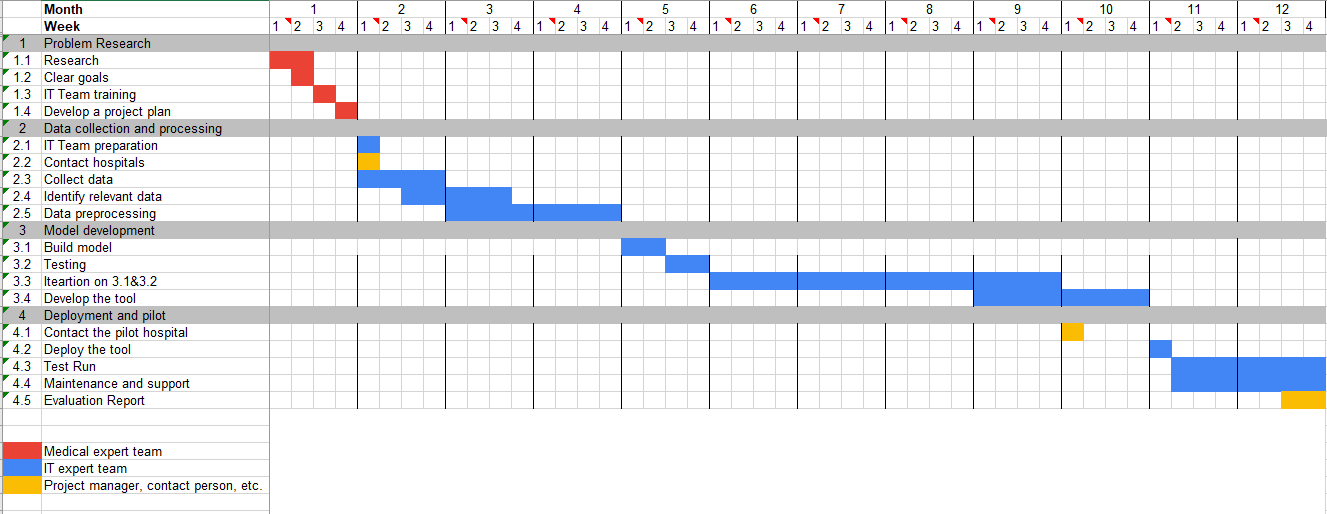 Month 1 2 3 4 5 6 7 8 9 10 11 12
Week 1 2 3 4 1 2 3 4 1 2 3 4 1 2 3 4 1 2 3 4 1 2 3 4 1 2 3 4 1 2 3 4 1 2 3 4 1 2 3 4 1 2 3 4 1 2 3 4
1 Problem Research
1.1 Research
1.2 Clear goals
1.3 IT Team training
1.4 Develop a project plan
2 Data collection and processing
2.1 IT Team preparation
2.2 Contact hospitals
2.3 Collect data
2.4 Identify relevant data
2.5 Data preprocessing
3 Model development
3.1 Build model
3.2 Testing
3.3 Iteartion on 3.1&3.2
3.4 Develop the tool
4 Deployment and pilot
4.1 Contact the pilot hospital
4.2 Deploy the tool
4.3 Test Run
4.4 Maintenance and support
4.5 Evaluation Report
Medical expert team
IT expert team
Project manager, contact person, etc.